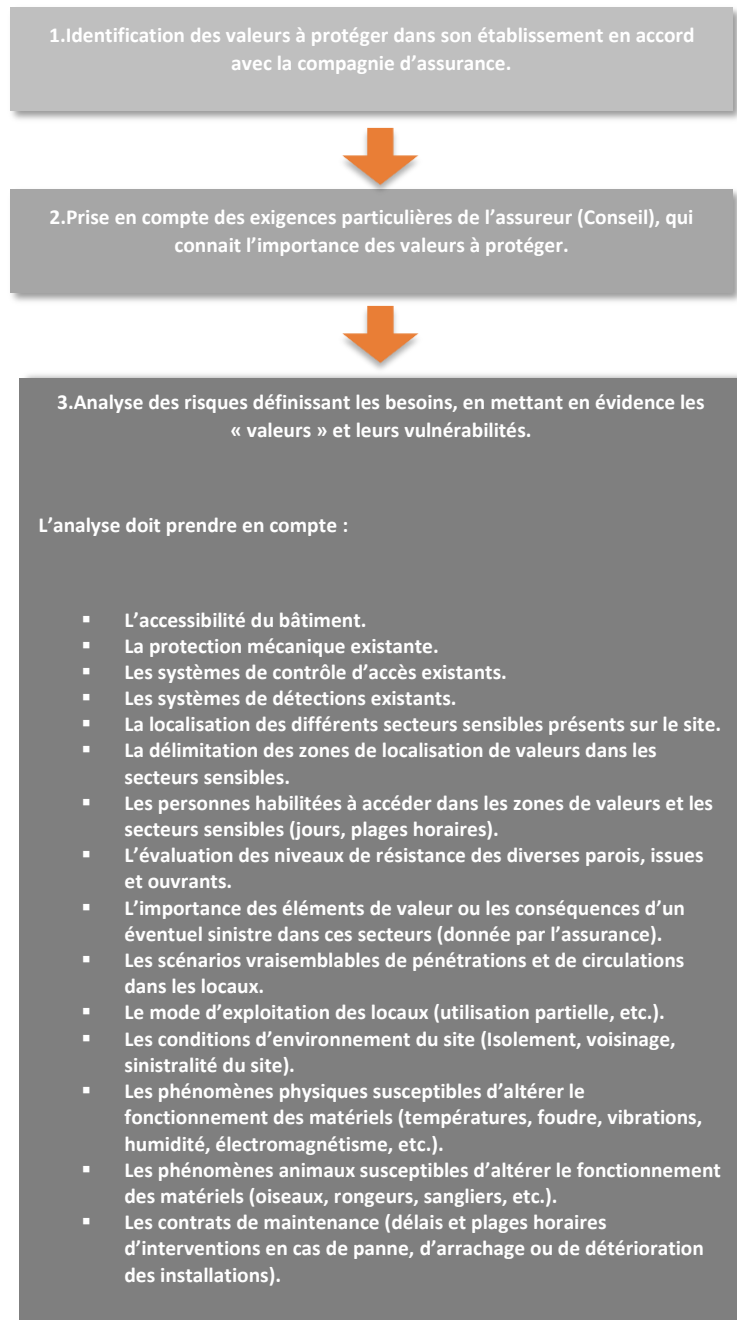 1.Identification des valeurs à protéger dans son établissement en accord
avec la compagnie d’assurance.
2.Prise en compte des exigences particulières de l’assureur (Conseil), qui
connait l’importance des valeurs à protéger.
3.Analyse des risques définissant les besoins, en mettant en évidence les
« valeurs » et leurs vulnérabilités.
L’analyse doit prendre en compte :
▪ L’accessibilité du bâtiment.
▪ La protection mécanique existante.
▪ Les systèmes de contrôle d’accès existants.
▪ Les systèmes de détections existants.
▪ La localisation des différents secteurs sensibles présents sur le site.
▪ La délimitation des zones de localisation de valeurs dans les
secteurs sensibles.
▪ Les personnes habilitées à accéder dans les zones de valeurs et les
secteurs sensibles (jours, plages horaires).
▪ L’évaluation des niveaux de résistance des diverses parois, issues
et ouvrants.
▪ L’importance des éléments de valeur ou les conséquences d’un
éventuel sinistre dans ces secteurs (donnée par l’assurance).
▪ Les scénarios vraisemblables de pénétrations et de circulations
dans les locaux.
▪ Le mode d’exploitation des locaux (utilisation partielle, etc.).
▪ Les conditions d’environnement du site (Isolement, voisinage,
sinistralité du site).
▪ Les phénomènes physiques susceptibles d’altérer le
fonctionnement des matériels (températures, foudre, vibrations,
humidité, électromagnétisme, etc.).
▪ Les phénomènes animaux susceptibles d’altérer le fonctionnement
des matériels (oiseaux, rongeurs, sangliers, etc.).
▪ Les contrats de maintenance (délais et plages horaires
d’interventions en cas de panne, d’arrachage ou de détérioration
des installations).